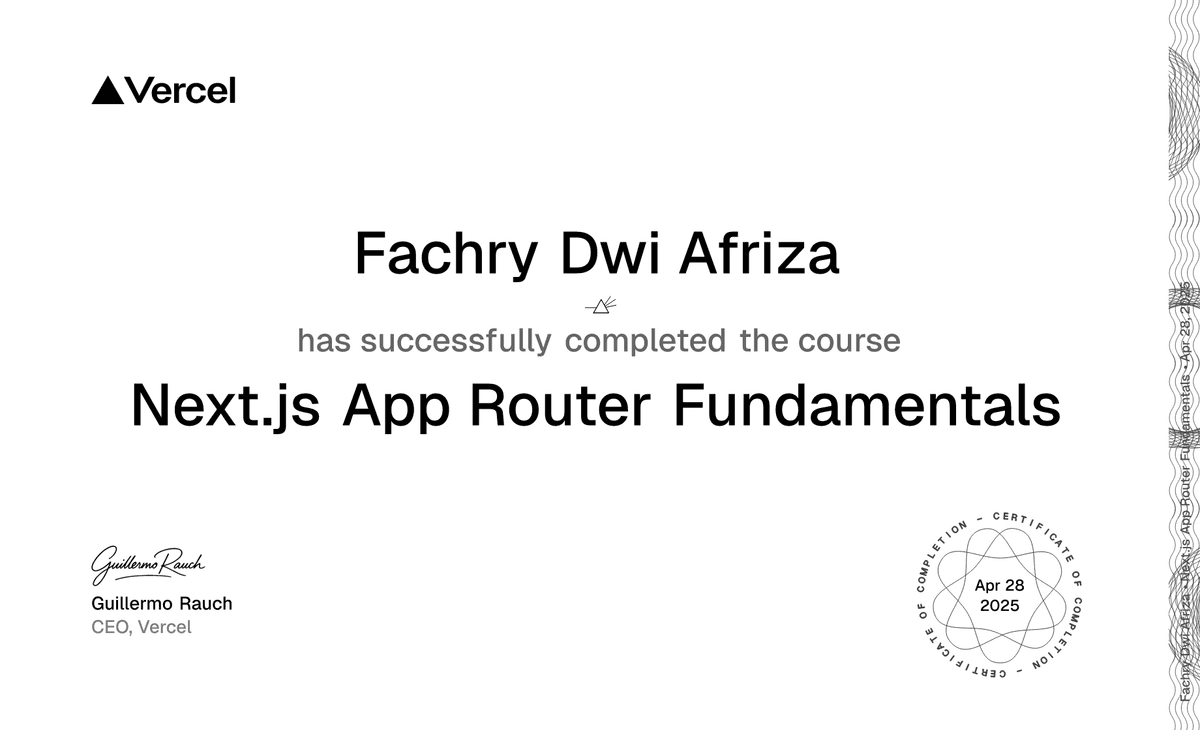 Vercel
Fachry Dwi Afriza
has successfully completed the course
Next.js App Router Fundamentals
Guillermo Rauch
Guillermo Rauch
CEO, Vercel
CERTIFICATE OF COMPLETION – CERTIFICATE OF COMPLETION –
Apr 28
2025
Fachry Dwi Afriza • Next.js App Router Fundamentals • Apr 28, 2025